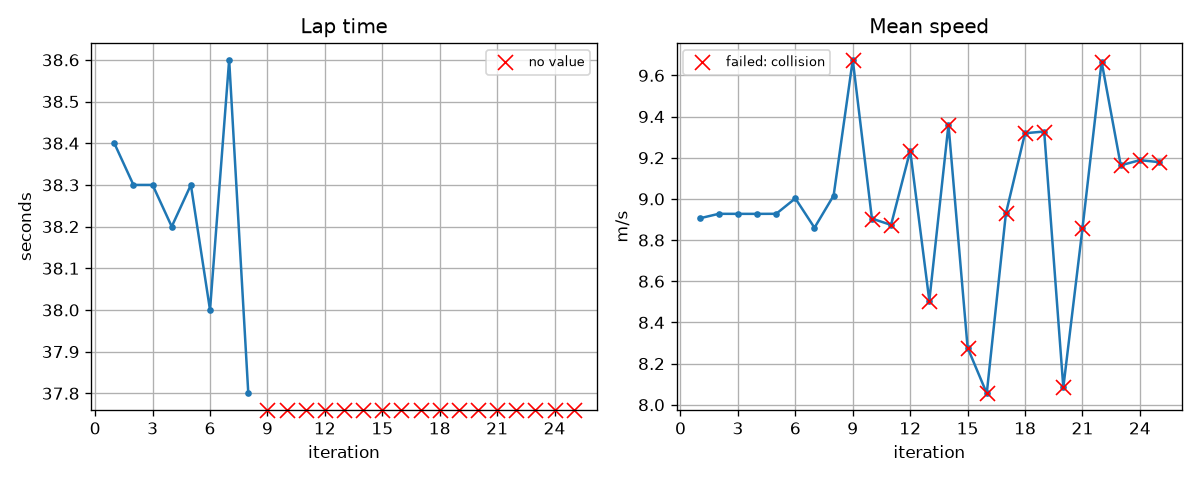 Lap time
seconds
38.6
38.5
38.4
38.3
38.2
38.1
38.0
37.9
37.8
no value
0 3 6 9 12 15 18 21 24
iteration
Mean speed
m/s
9.6
9.4
9.2
9.0
8.8
8.6
8.4
8.2
8.0
failed: collision
0 3 6 9 12 15 18 21 24
iteration